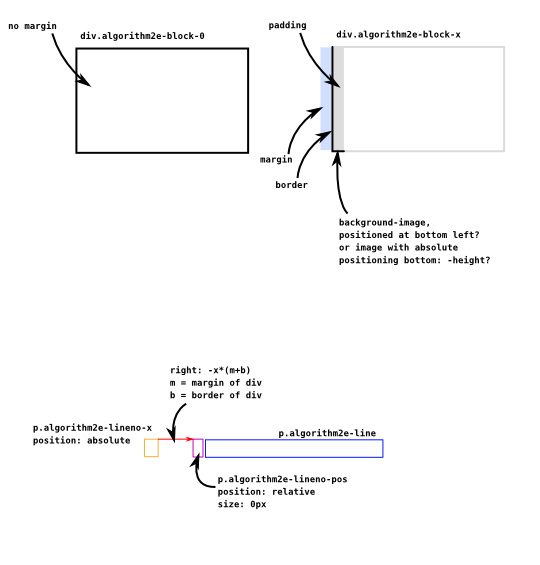 no margin
div.algorithm2e-block-0
padding
div.algorithm2e-block-x
margin
border
background-image,
positioned at bottom left?
or image with absolute
positioning bottom: -height?
right: -x*(m+b)
m = margin of div
b = border of div
p.algorithm2e-lineno-x
position: absolute
p.algorithm2e-line
p.algorithm2e-lineno-pos
position: relative
size: 0px